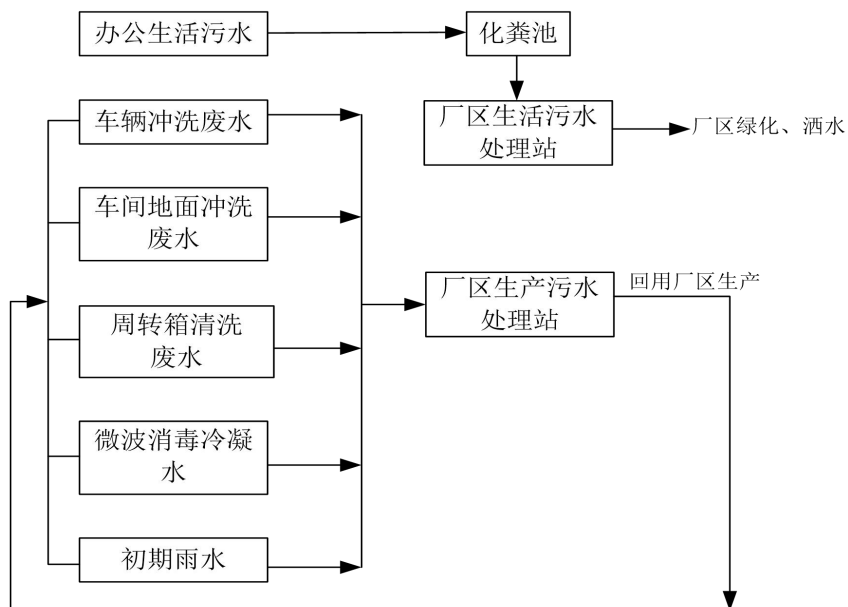 办公生活污水
化粪池
车辆冲洗废水
厂区生活污水
处理站
厂区绿化、洒水
车间地面冲洗
废水
厂区生产污水
处理站
回用厂区生产
周转箱清洗
废水
微波消毒冷凝
水
初期雨水